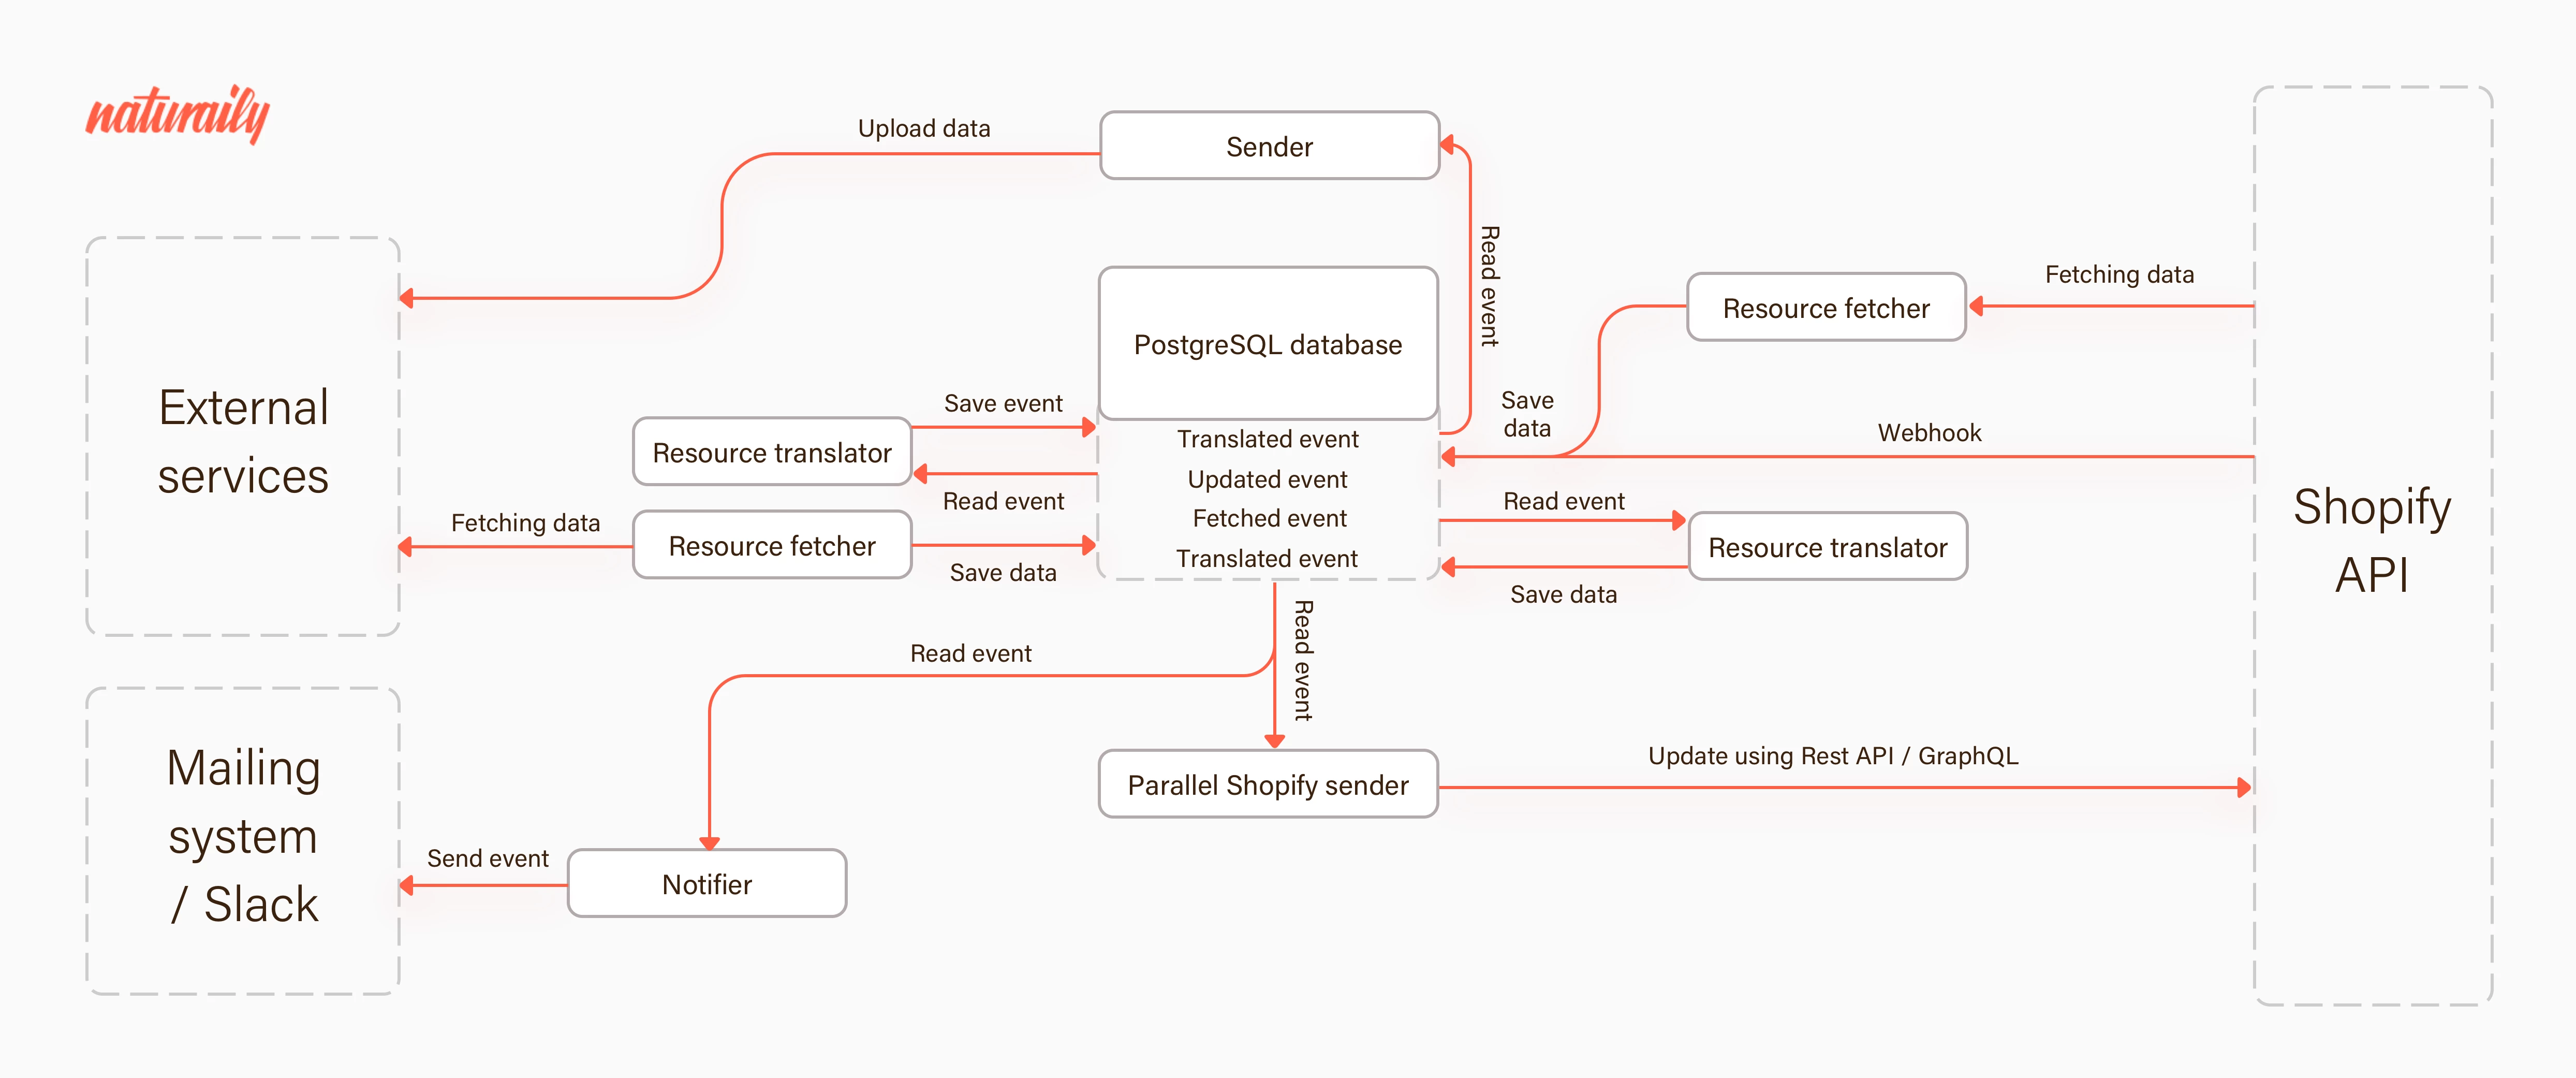 naturaily
Upload data
Sender
Read event
External
services
PostgreSQL database
Resource fetcher
Fetching data
Save event
Resource translator
Read event
Save
data
Webhook
Translated event
Updated event
Fetched event
Translated event
Fetching data
Resource fetcher
Save data
Read event
Resource translator
Save data
Shopify
API
Read event
Read event
Mailing
system
/ Slack
Parallel Shopify sender
Update using Rest API / GraphQL
Send event
Notifier